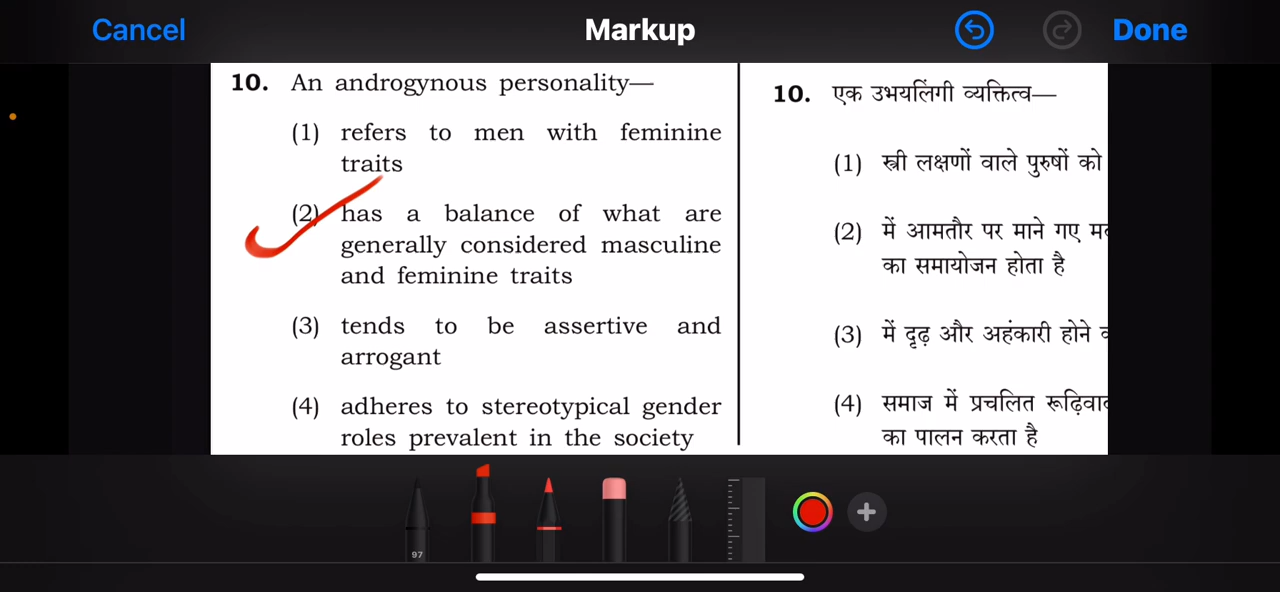 Cancel
Markup
Done
10. An androgynous personality—
(1) refers to men with feminine
traits
(2) has a balance of what are
generally considered masculine
and feminine traits
(3) tends to be assertive and
arrogant
(4) adheres to stereotypical gender
roles prevalent in the society
10. एक उभयलिंगी व्यक्तित्व—
(1) स्त्री लक्षणों वाले पुरुषों को
(2) में आमतौर पर माने गए
का समायोजन होता है
(3) में दृढ़ और अहंकारी होने
(4) समाज में प्रचलित
का पालन करता है
97